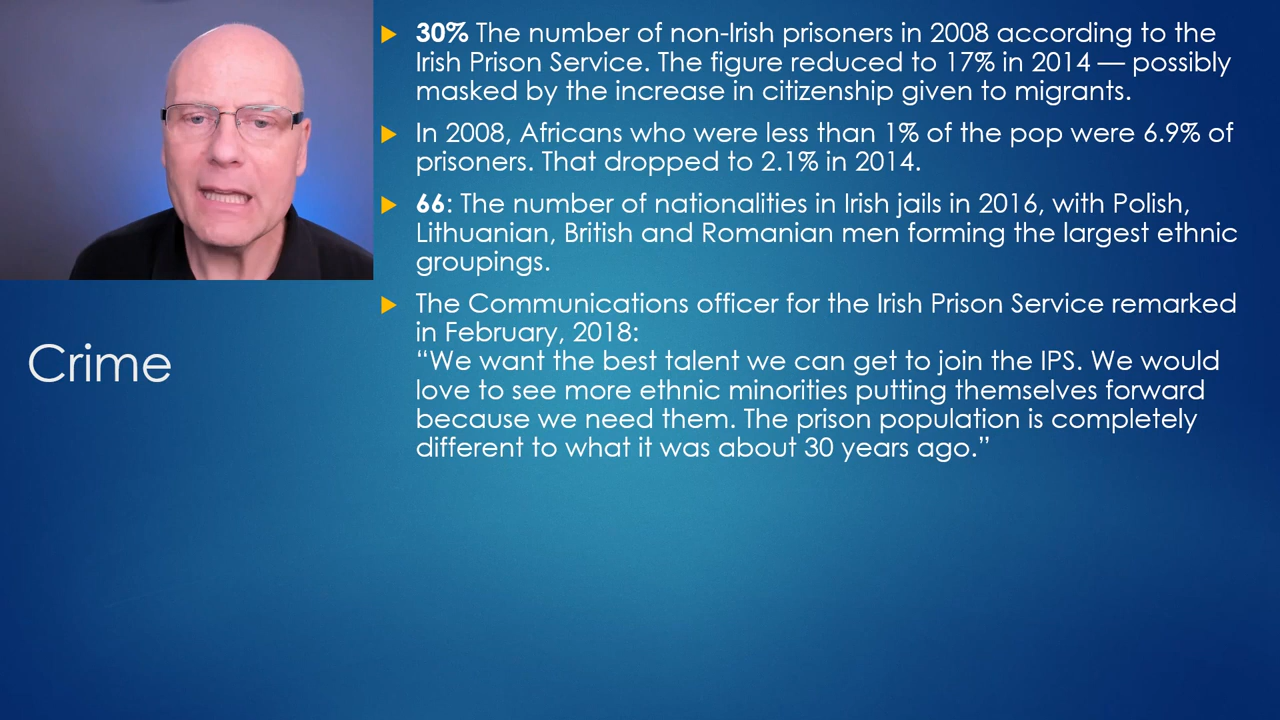 30% The number of non-Irish prisoners in 2008 according to the
Irish Prison Service. The figure reduced to 17% in 2014 — possibly
masked by the increase in citizenship given to migrants.
In 2008, Africans who were less than 1% of the pop were 6.9% of
prisoners. That dropped to 2.1% in 2014.
66: The number of nationalities in Irish jails in 2016, with Polish,
Lithuanian, British and Romanian men forming the largest ethnic
groupings.
The Communications officer for the Irish Prison Service remarked
in February, 2018:
“We want the best talent we can get to join the IPS. We would
love to see more ethnic minorities putting themselves forward
because we need them. The prison population is completely
different to what it was about 30 years ago.”
Crime